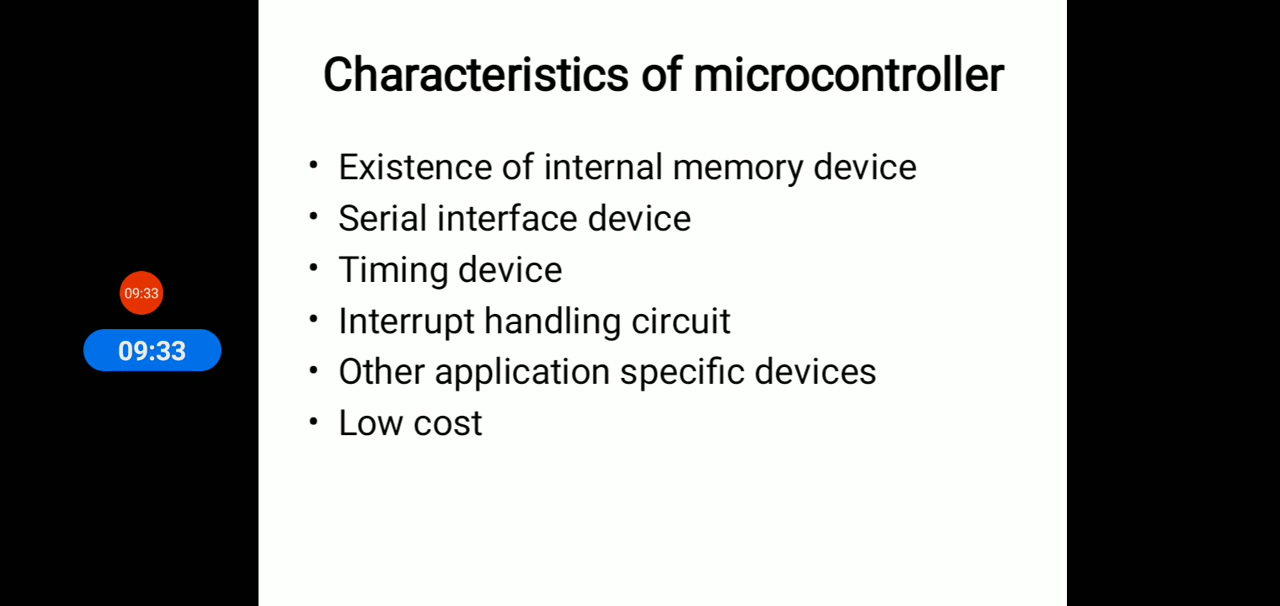 Characteristics of microcontroller
• Existence of internal memory device
• Serial interface device
• Timing device
• Interrupt handling circuit
• Other application specific devices
• Low cost
09:33
09:33